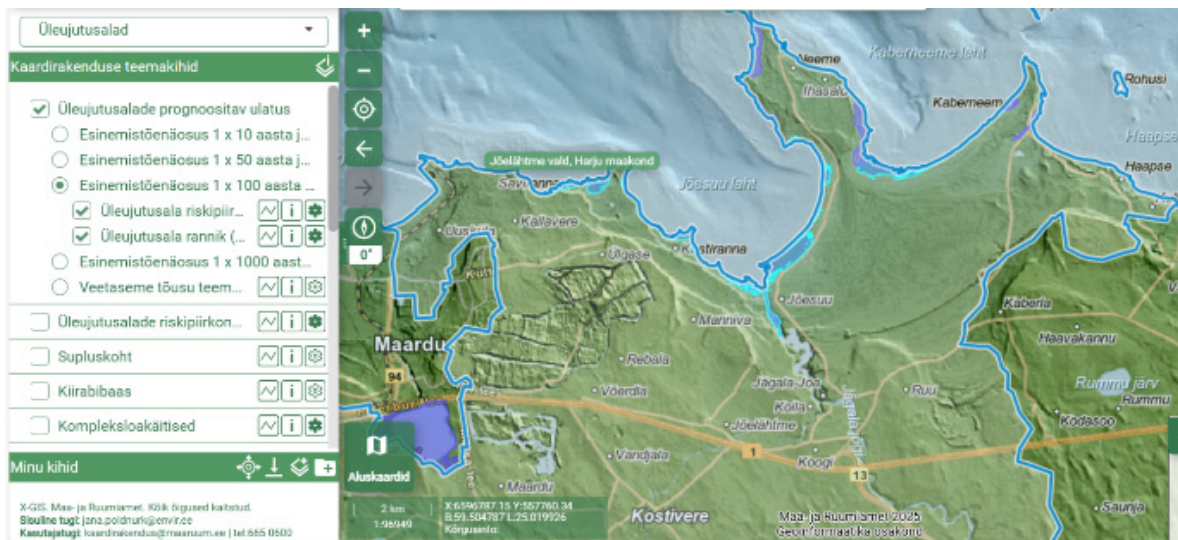 Üleujutusalad
Kaardirakenduse teemakihid
Üleujutusalade prognoositav ulatus
Esinemistõenäosus 1 x 10 aasta j...
Esinemistõenäosus 1 x 50 aasta j...
Esinemistõenäosus 1 x 100 aasta ...
Üleujutusala riskipiir...
Üleujutusala rannik (...
Esinemistõenäosus 1 x 1000 aast...
Veetaseme tõusu teem...
Üleujutusalade riskipiirkon...
Supluskoht
Kiirabibaas
Kompleksloakäitised
Minu kihid
X-GIS. Maa- ja Ruumiamet. Kõik õigused kaitstud.
Sisuline tugi: jana.poldnurk@envir.ee
Kasutajatugi: kaardirakendus@maaruum.ee | tel 665 0600
0°
Aluskaardid
2 km
1:96949
X:6596787.15 Y:557760.34
B:59.504787 L:25.019926
Kõrgusinfo:
Jõelähtme vald, Harju maakond
Neeme
Ihasalu
Kaberneeme laht
Kaberneem
Rohusi
Haapse
Haapse
Jõesuu laht
Kallavere
Ülgase
Jõesuu
Manniva
Maardu
94
Rebala
Võerdla
Jägala-Joa
Koila
Jägala jõgi
Ruu
Kaberla
Haavakannu
Rummu järv
Rummu
Kodasoo
Jõelähtme
Vandjala
1
Koogi
13
Maardu
Kostivere
Saunja
Maa- ja Ruumiamet 2025
Geoinformaatika osakond